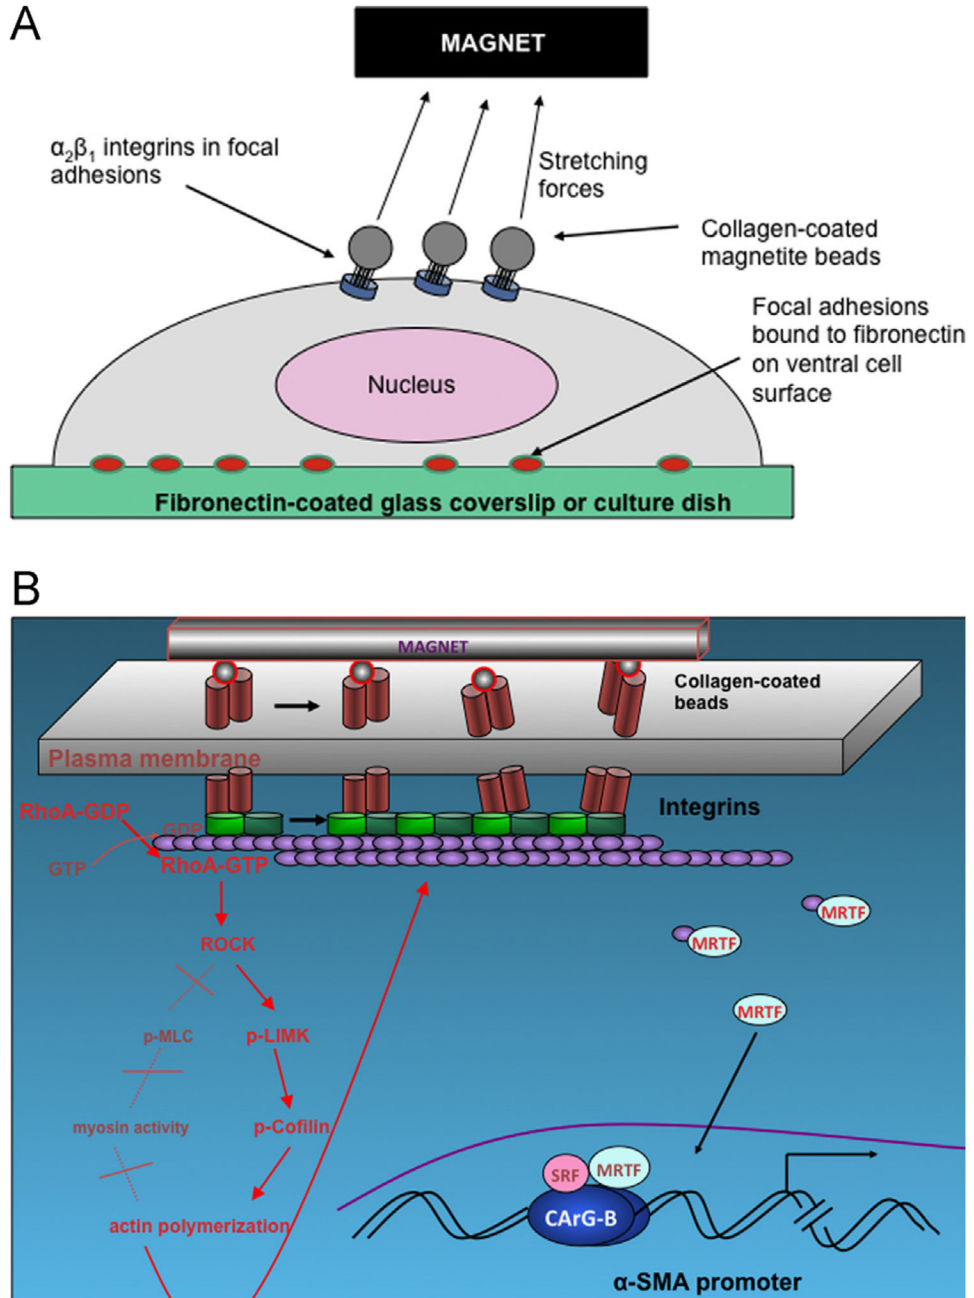 A
MAGNET
α₂β₁ integrins in focal
adhesions
Stretching
forces
Collagen-coated
magnetite beads
Focal adhesions
bound to fibronectin
on ventral cell
surface
Nucleus
Fibronectin-coated glass coverslip or culture dish
B
MAGNET
Collagen-coated
beads
Plasma membrane
Integrins
RhoA-GDP
GDP
GTP
RhoA-GTP
MRTF
MRTF
ROCK
MRTF
p-MLC
p-LIMK
myosin activity
p-Cofilin
SRF
MRTF
CArG-B
actin polymerization
α-SMA promoter